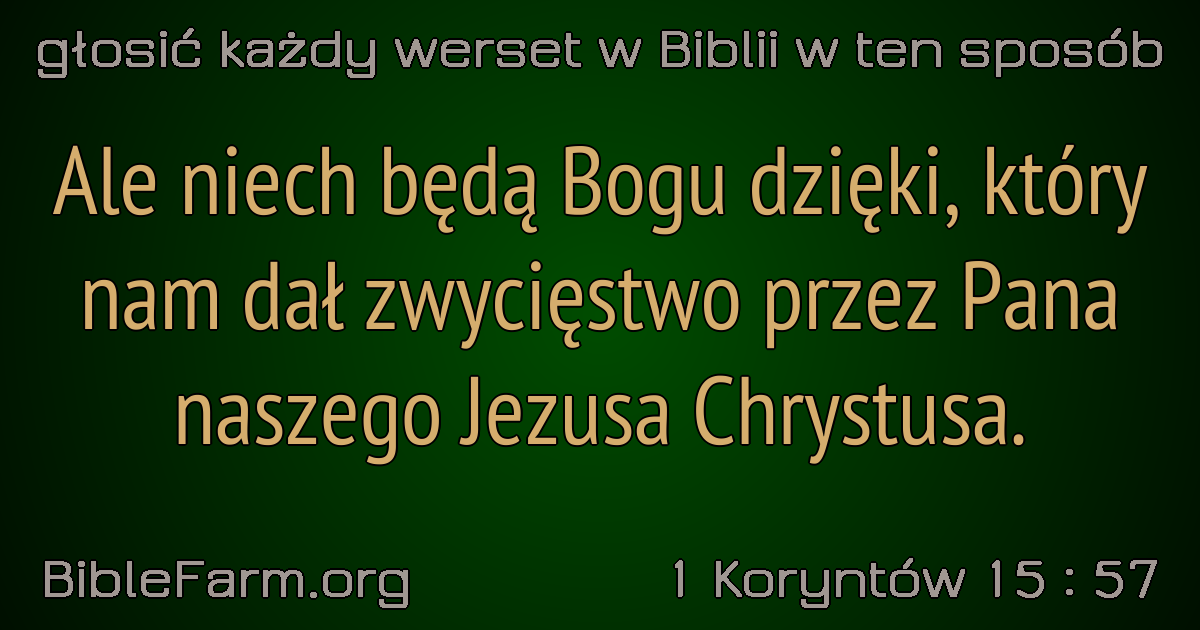 głosić każdy werset w Biblii w ten sposób
Ale niech będą Bogu dzięki, który
nam dał zwycięstwo przez Pana
naszego Jezusa Chrystusa.
BibleFarm.org
1 Koryntów 15 : 57